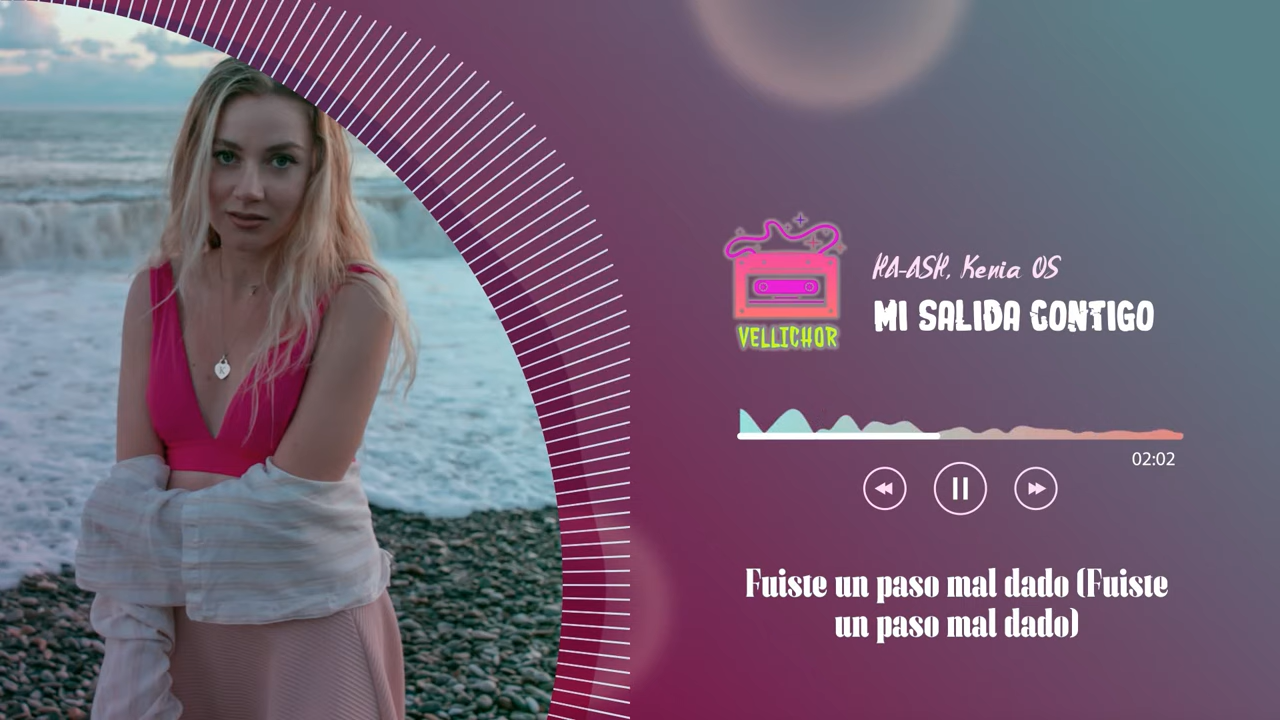 HA-ASH, Kenia OS
MI SALIDA CONTIGO
VELLICHOR
02:02
Fuiste un paso mal dado (Fuiste
un paso mal dado)